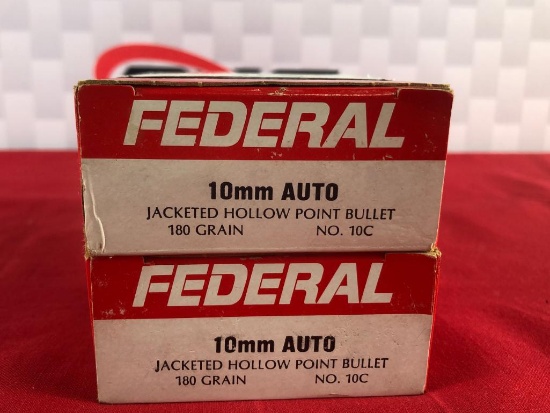 FEDERAL
10mm AUTO
JACKETED HOLLOW POINT BULLET
180 GRAIN NO. 10C
FEDERAL
10mm AUTO
JACKETED HOLLOW POINT BULLET
180 GRAIN NO. 10C